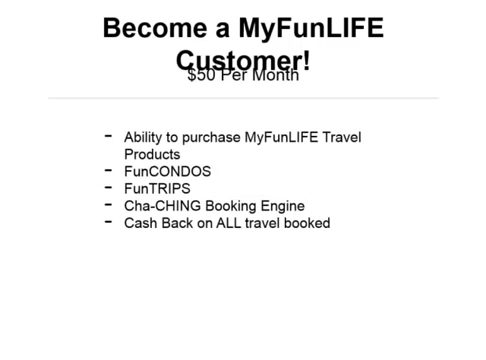 Become a MyFunLIFE
Customer!
$50 Per Month
- Ability to purchase MyFunLIFE Travel
Products
- FunCONDOS
- FunTRIPS
- Cha-CHING Booking Engine
- Cash Back on ALL travel booked